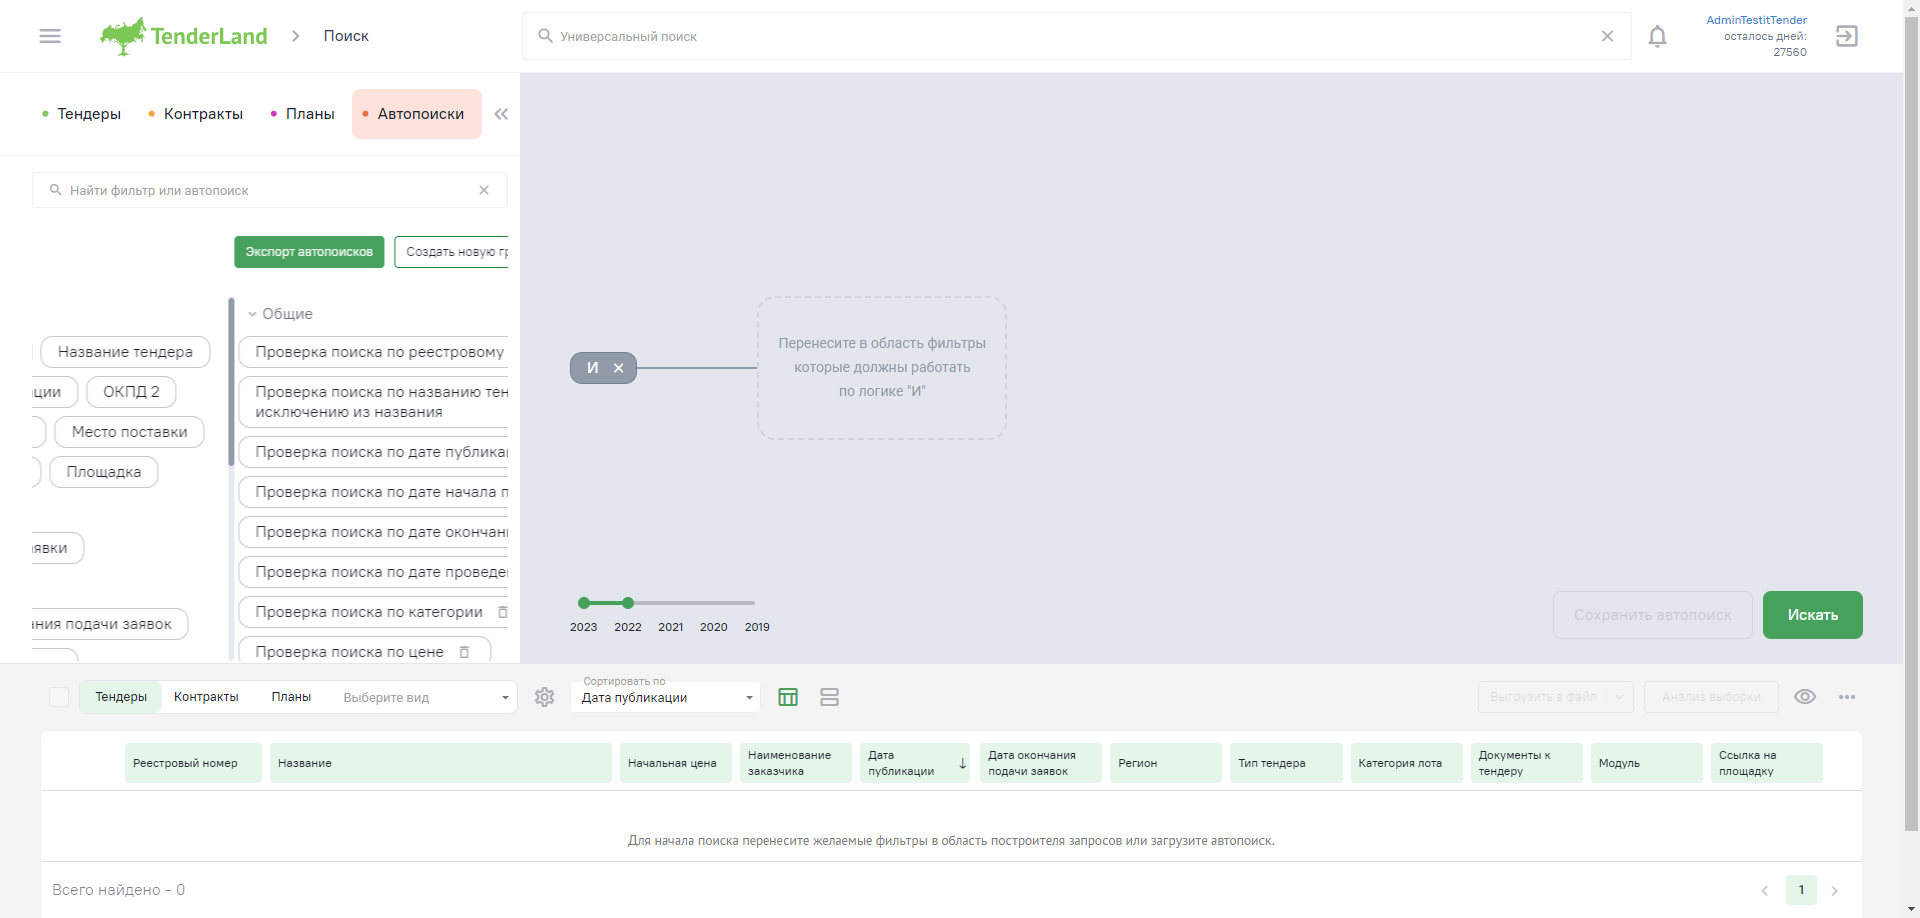 TenderLand
Поиск
Универсальный поиск
AdminTestitTender
осталось дней:
27560
Тендеры
Контракты
Планы
Автопоиски
Найти фильтр или автопоиск
Экспорт автопоисков
Создать новую гр
Общие
Название тендера
Проверка поиска по реестровому
ции
ОКПД 2
Проверка поиска по названию тен
исключению из названия
Место поставки
Проверка поиска по дате публика
Площадка
Проверка поиска по дате начала п
Проверка поиска по дате окончан
явки
Проверка поиска по дате проведе
Проверка поиска по категории
ания подачи заявок
Проверка поиска по цене
И
Перенесите в область фильтры
которые должны работать
по логике "И"
2023
2022
2021
2020
2019
Сохранить автопоиск
Искать
Тендеры
Контракты
Планы
Выберите вид
Сортировать по
Дата публикации
Выгрузить в файл
Анализ выборки
Реестровый номер
Название
Начальная цена
Наименование
заказчика
Дата
публикации
Дата окончания
подачи заявок
Регион
Тип тендера
Категория лота
Документы к
тендеру
Модуль
Ссылка на
площадку
Для начала поиска перенесите желаемые фильтры в область построителя запросов или загрузите автопоиск.
Всего найдено - 0
1